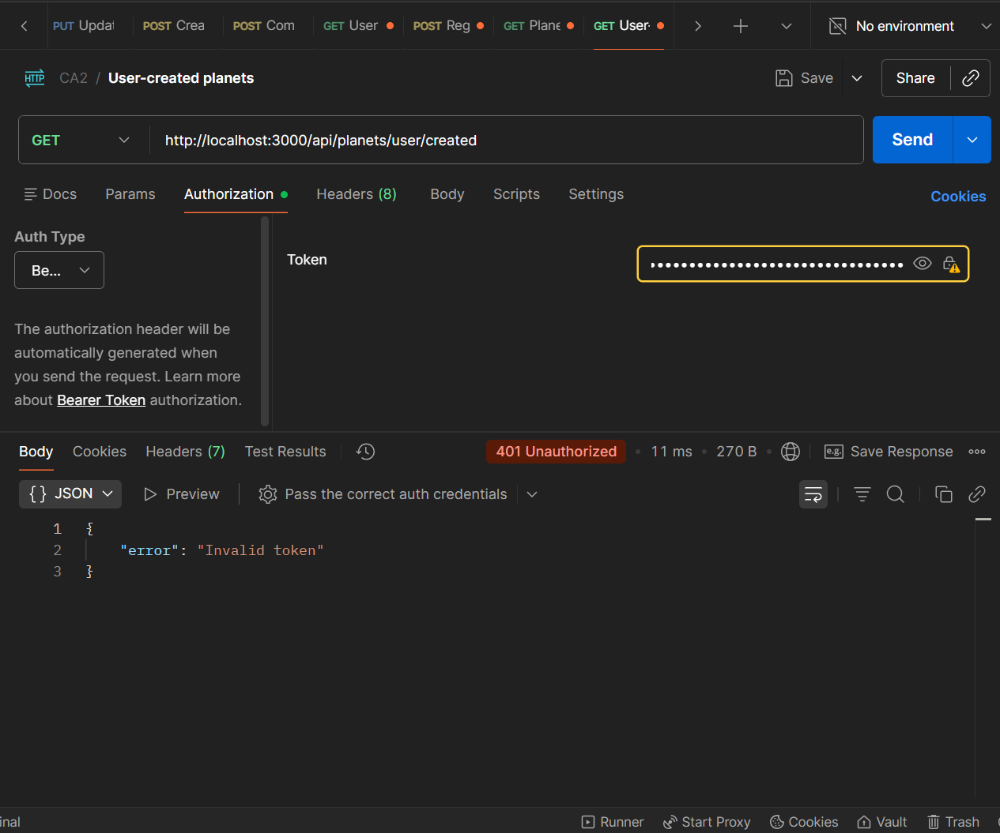 PUT Updat POST Crea POST Com GET User POST Reg GET Plane GET User- No environment
HTTP CA2 / User-created planets Save Share
GET http://localhost:3000/api/planets/user/created Send
Docs Params Authorization Headers (8) Body Scripts Settings Cookies
Auth Type
Be...
Token
The authorization header will be
automatically generated when
you send the request. Learn more
about Bearer Token authorization.
Body Cookies Headers (7) Test Results 401 Unauthorized • 11 ms • 270 B • e.g. Save Response
{} JSON Preview Pass the correct auth credentials
1 {
2 "error": "Invalid token"
3 }
inal Runner Start Proxy Cookies Vault Trash